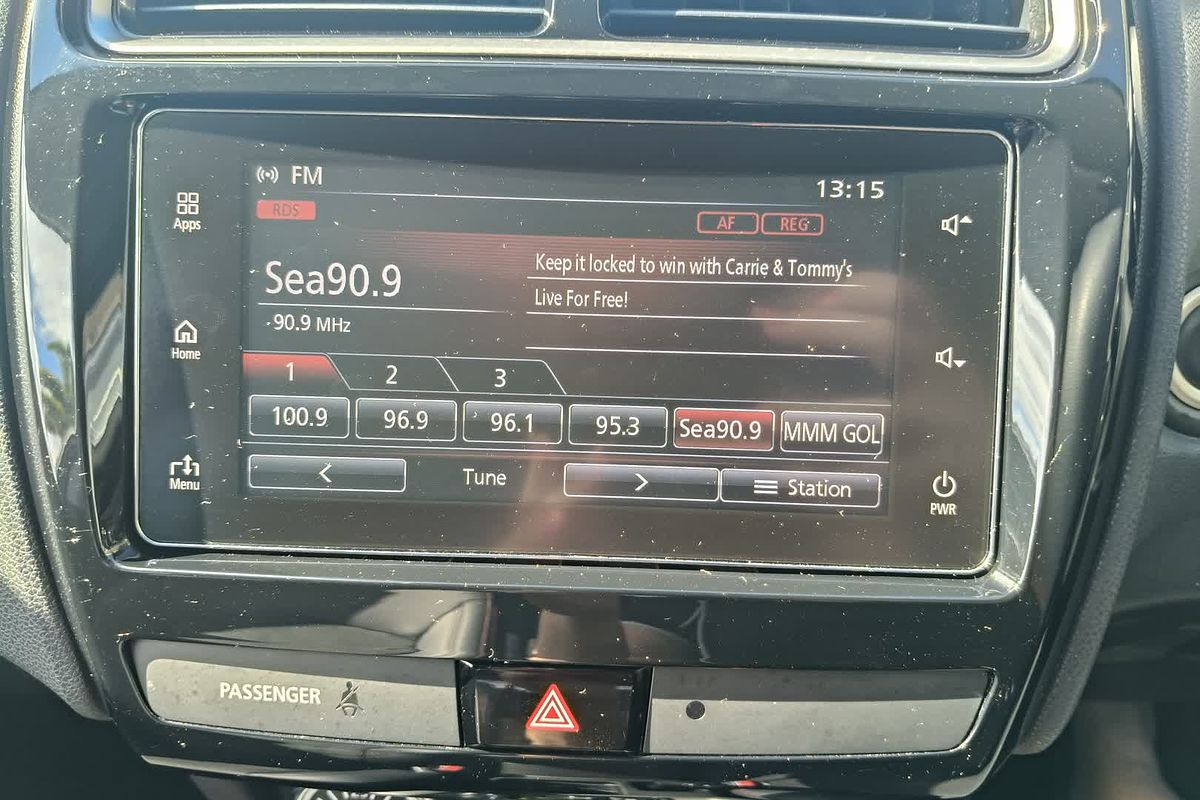 FM
13:15
Apps
RDS
AF
REG
Sea90.9
Keep it locked to win with Carrie & Tommy's
Live For Free!
90.9 MHz
Home
1
2
3
100.9
96.9
96.1
95.3
Sea90.9
MMM GOL
Menu
<
Tune
>
Station
PWR
PASSENGER